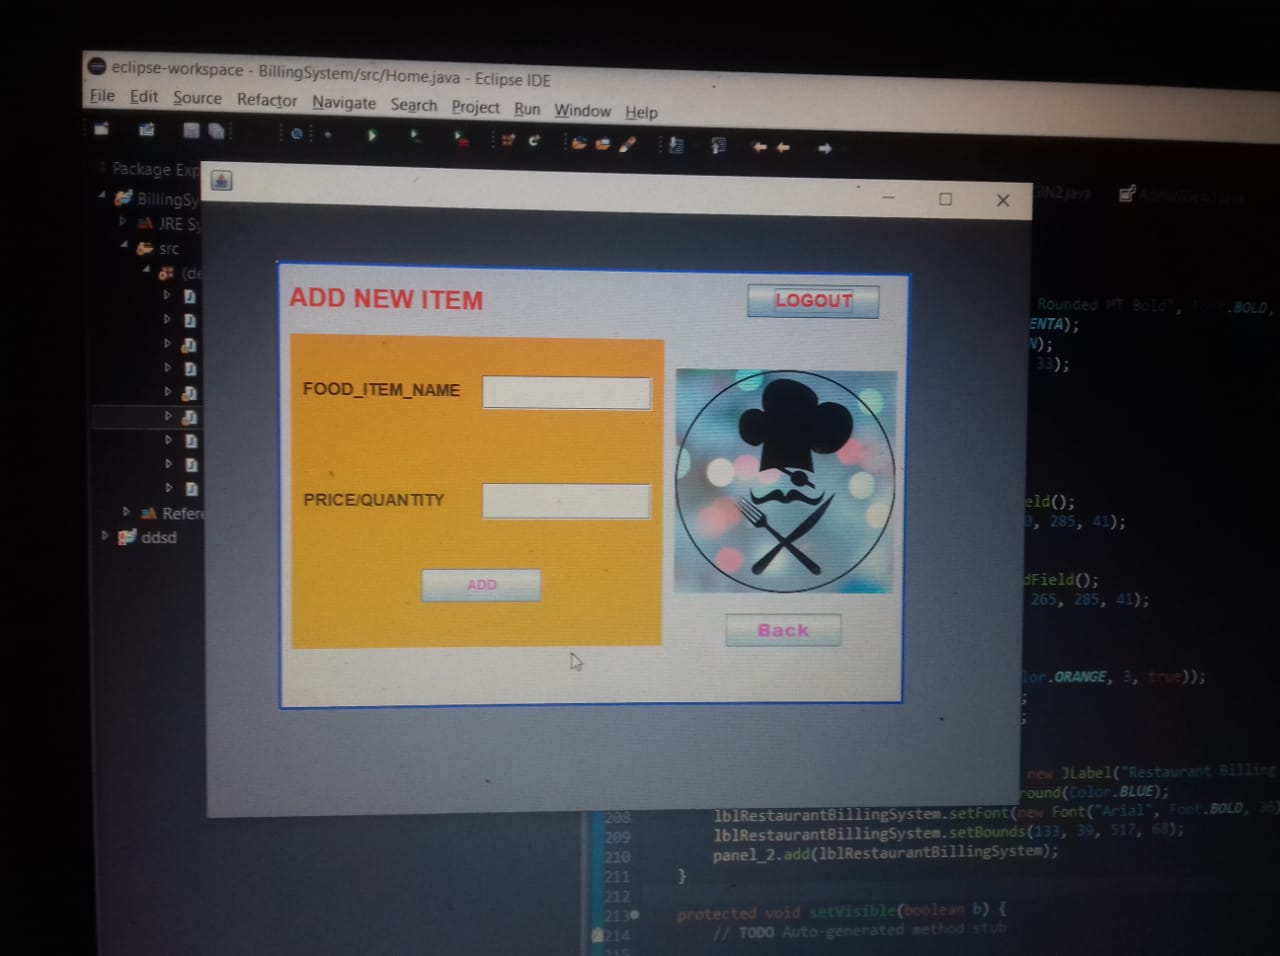 eclipse-workspace - BillingSystem/src/Home.java - Eclipse IDE
File Edit Source Refactor Navigate Search Project Run Window Help
Package Exp
BillingSy
JRE Sy
src
(de
Refere
ddsd
GIN2.java
ADD NEW ITEM
LOGOUT
FOOD_ITEM_NAME
PRICE/QUANTITY
ADD
Back
Rounded MT Bold", Font.BOLD,
ENTA);
);
33);
eld();
, 285, 41);
dField();
265, 285, 41);
lor.ORANGE, 3, true));
;
;
new JLabel("Restaurant Billing
round(Color.BLUE);
208 lblRestaurantBillingSystem.setFont(new Font("Arial", Font.BOLD, 36
209 lblRestaurantBillingSystem.setBounds(133, 39, 517, 68);
210 panel_2.add(lblRestaurantBillingSystem);
211 }
212
213 protected void setVisible(boolean b) {
214 // TODO Auto-generated method stub